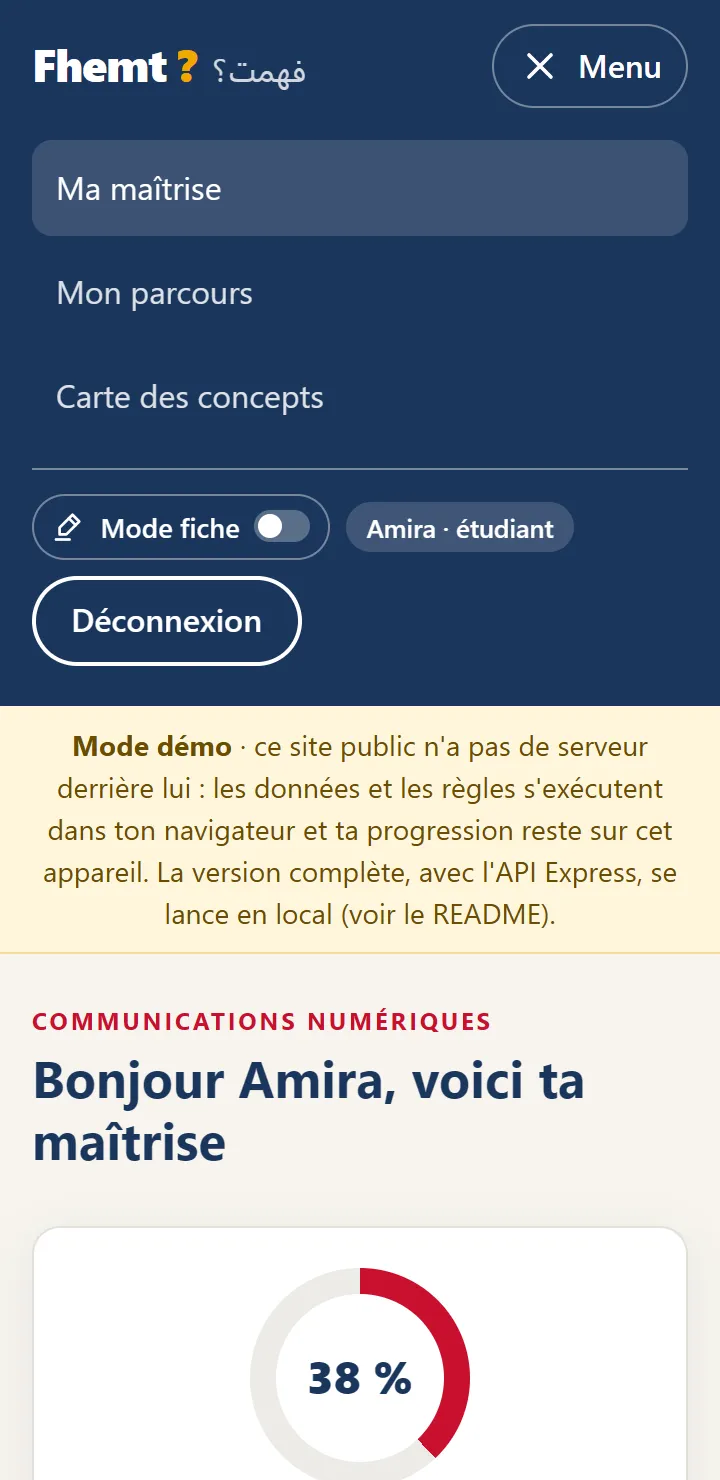 Fhemt ? فهمت؟
Menu
Ma maîtrise
Mon parcours
Carte des concepts
Mode fiche
Amira · étudiant
Déconnexion
Mode démo · ce site public n'a pas de serveur
derrière lui : les données et les règles s'exécutent
dans ton navigateur et ta progression reste sur cet
appareil. La version complète, avec l'API Express, se
lance en local (voir le README).
COMMUNICATIONS NUMÉRIQUES
Bonjour Amira, voici ta
maîtrise
38 %